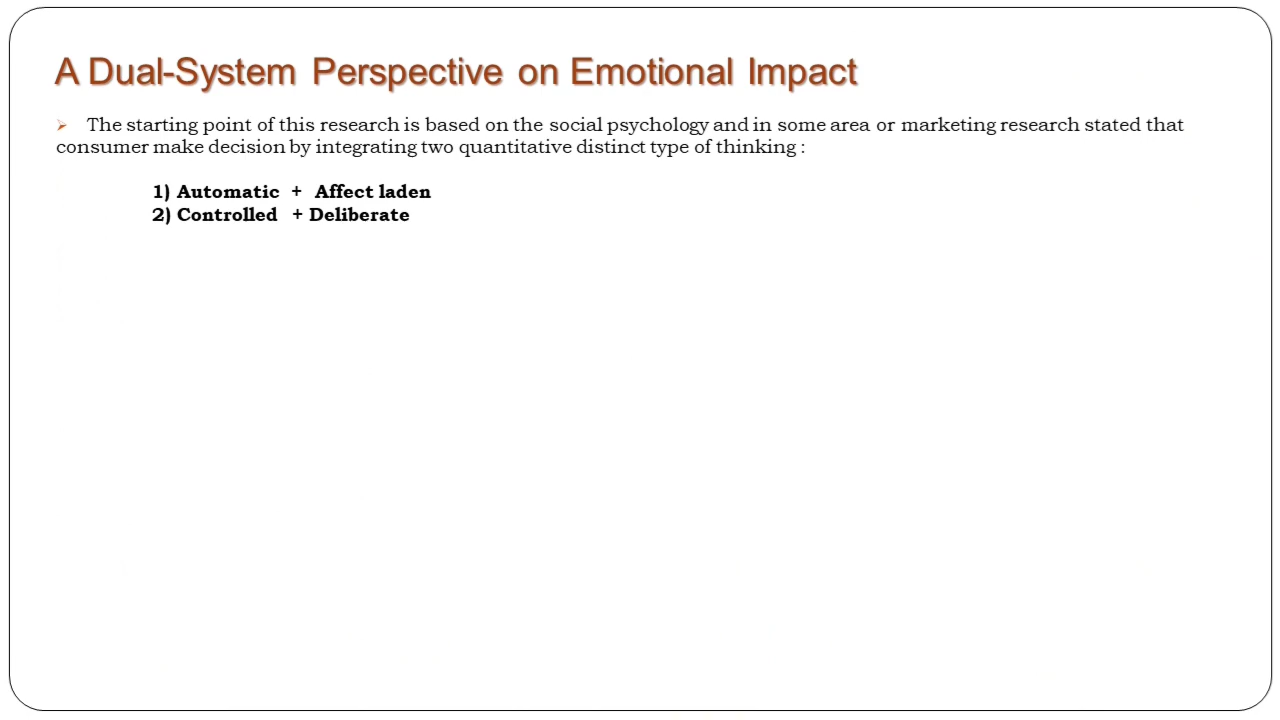 A Dual-System Perspective on Emotional Impact
➢ The starting point of this research is based on the social psychology and in some area or marketing research stated that
consumer make decision by integrating two quantitative distinct type of thinking :
1) Automatic + Affect laden
2) Controlled + Deliberate